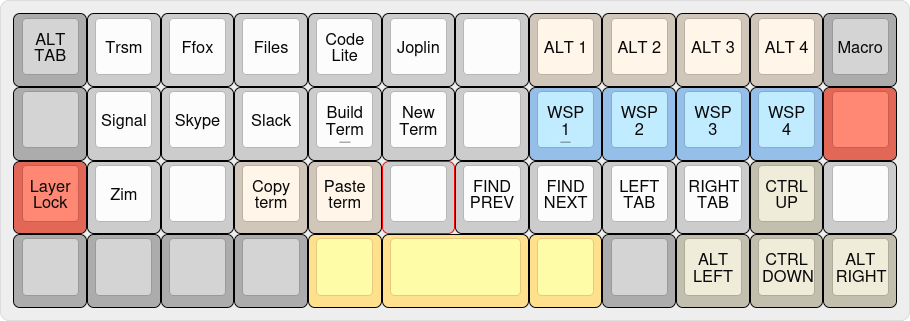 ALT
TAB
Trsm
Ffox
Files
Code
Lite
Joplin
ALT 1
ALT 2
ALT 3
ALT 4
Macro
Signal
Skype
Slack
Build
Term
New
Term
WSP
1
WSP
2
WSP
3
WSP
4
Layer
Lock
Zim
Copy
term
Paste
term
FIND
PREV
FIND
NEXT
LEFT
TAB
RIGHT
TAB
CTRL
UP
ALT
LEFT
CTRL
DOWN
ALT
RIGHT